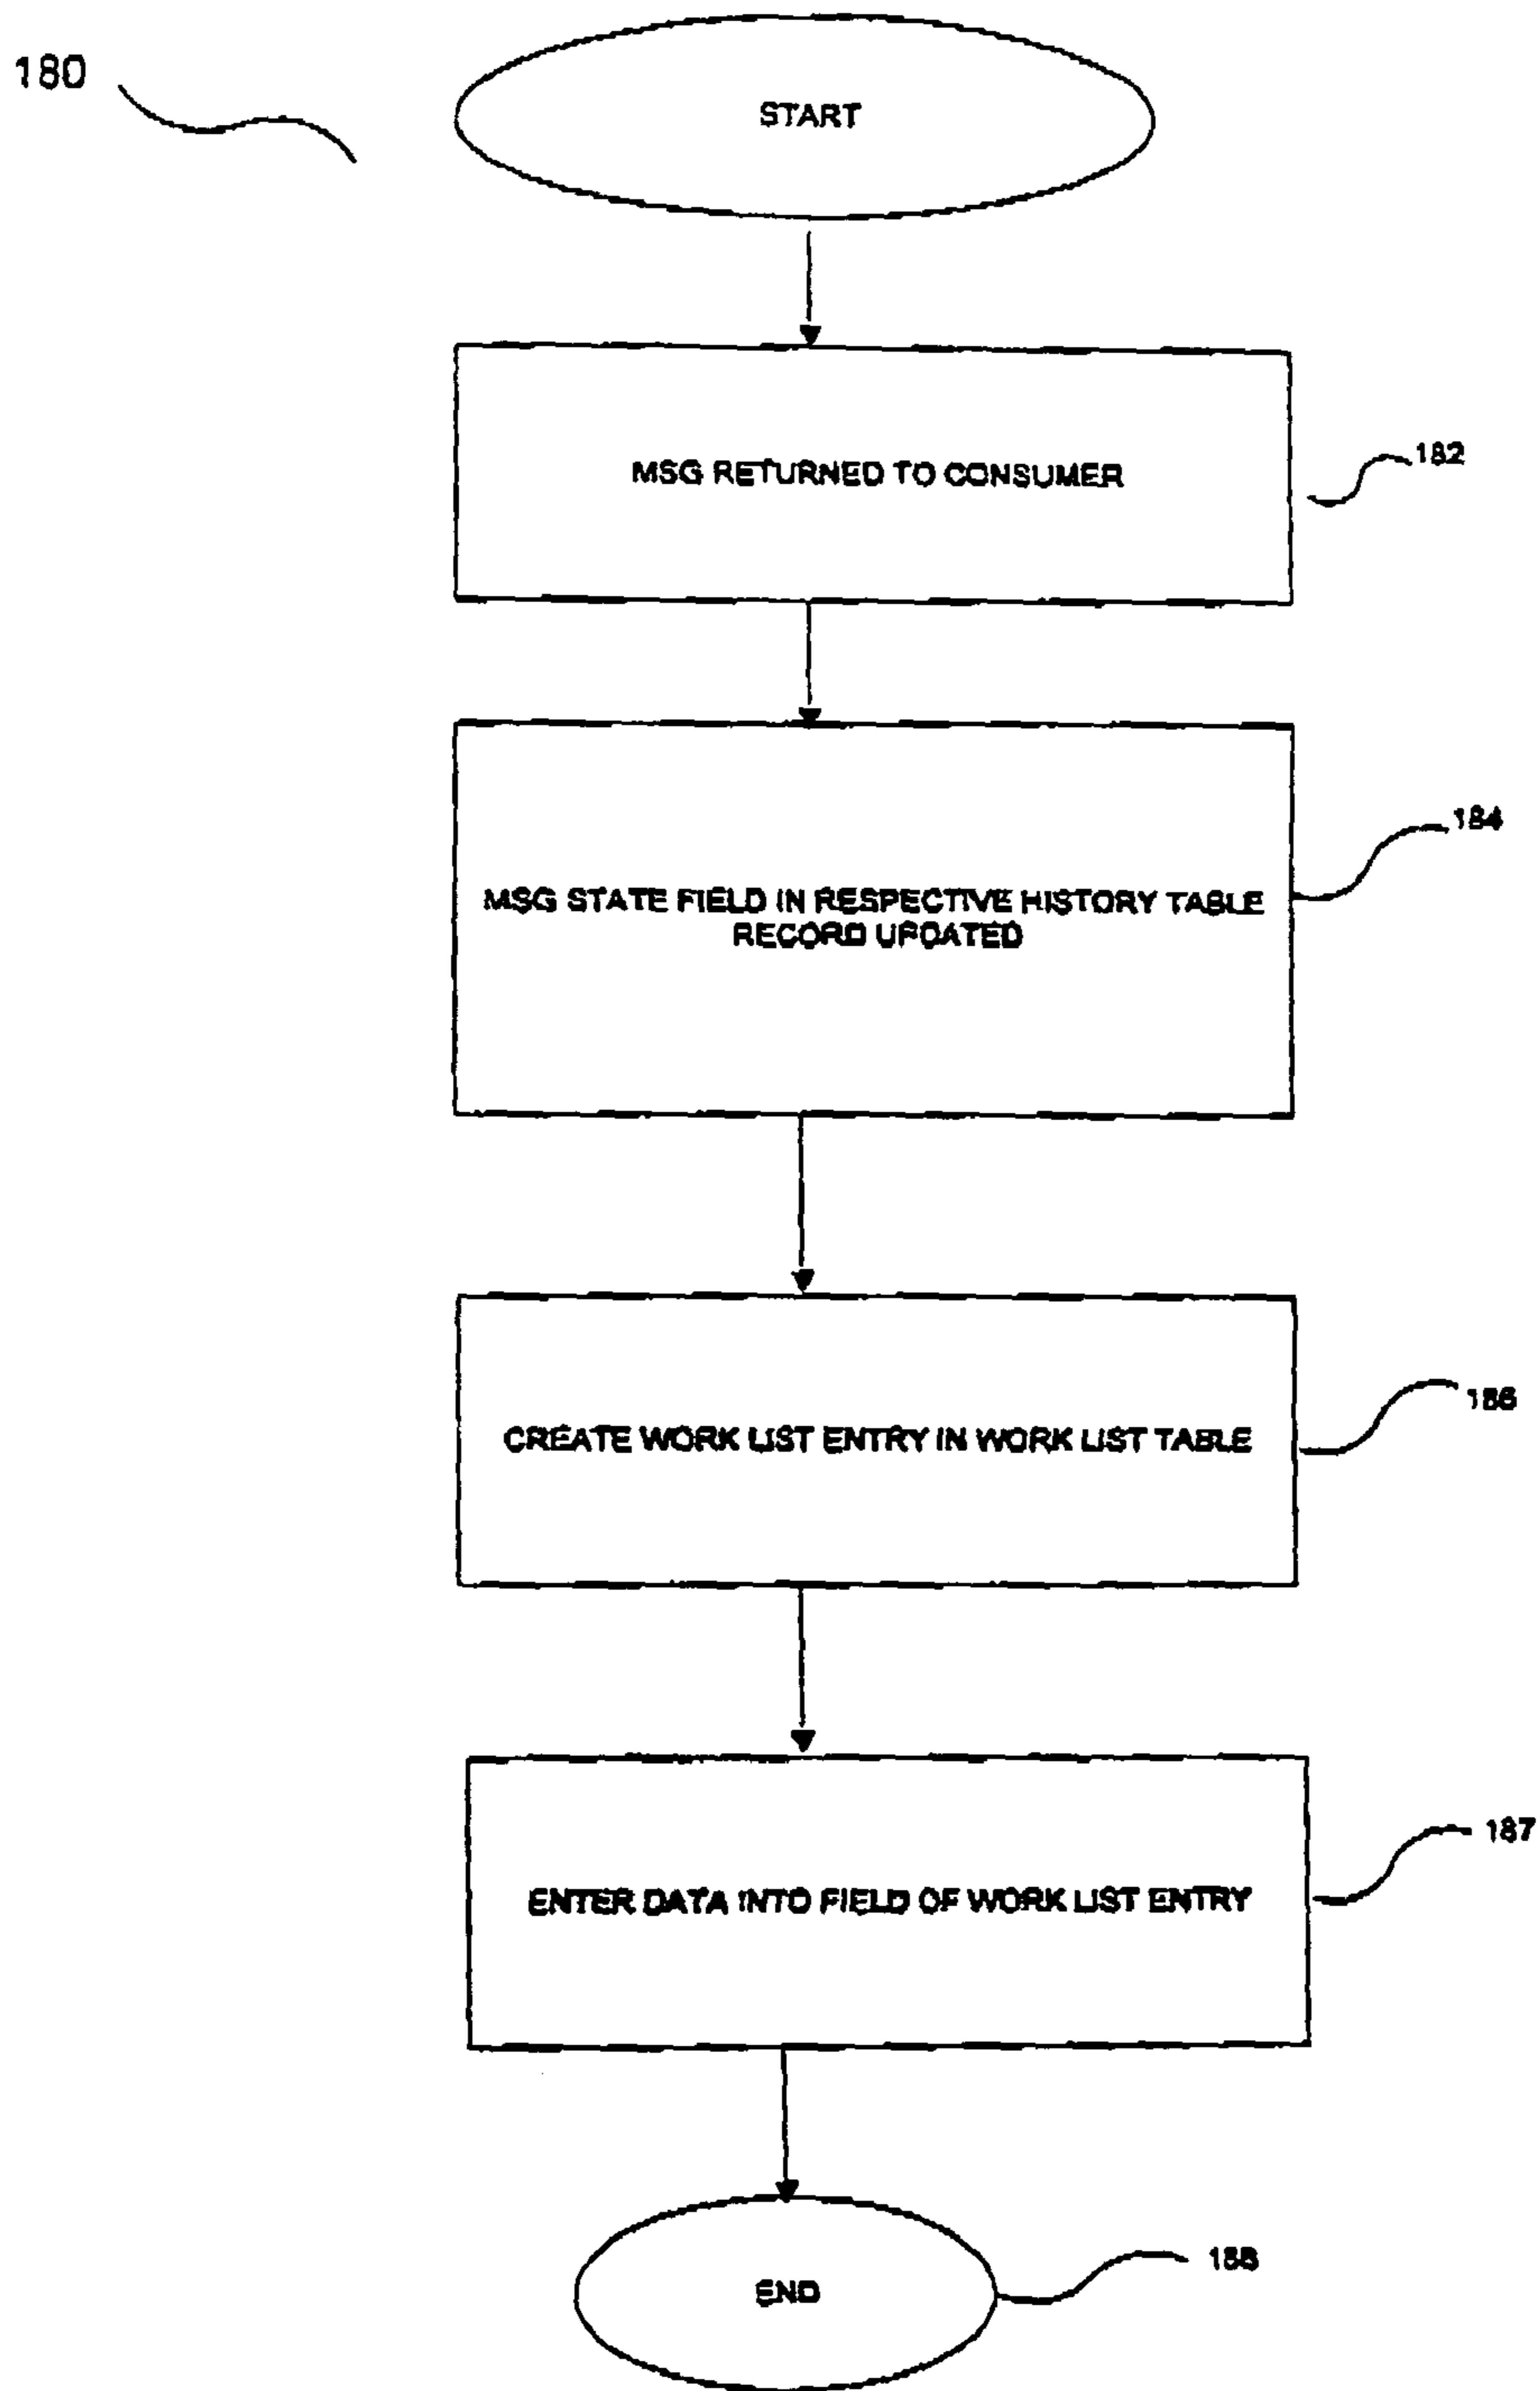 180
START
MSG RETURNED TO CONSUMER
182
MSG STATE FIELD IN RESPECTIVE HISTORY TABLE
RECORD UPDATED
184
CREATE WORK LIST ENTRY IN WORK LIST TABLE
186
ENTER DATA INTO FIELD OF WORK LIST ENTRY
187
END
188